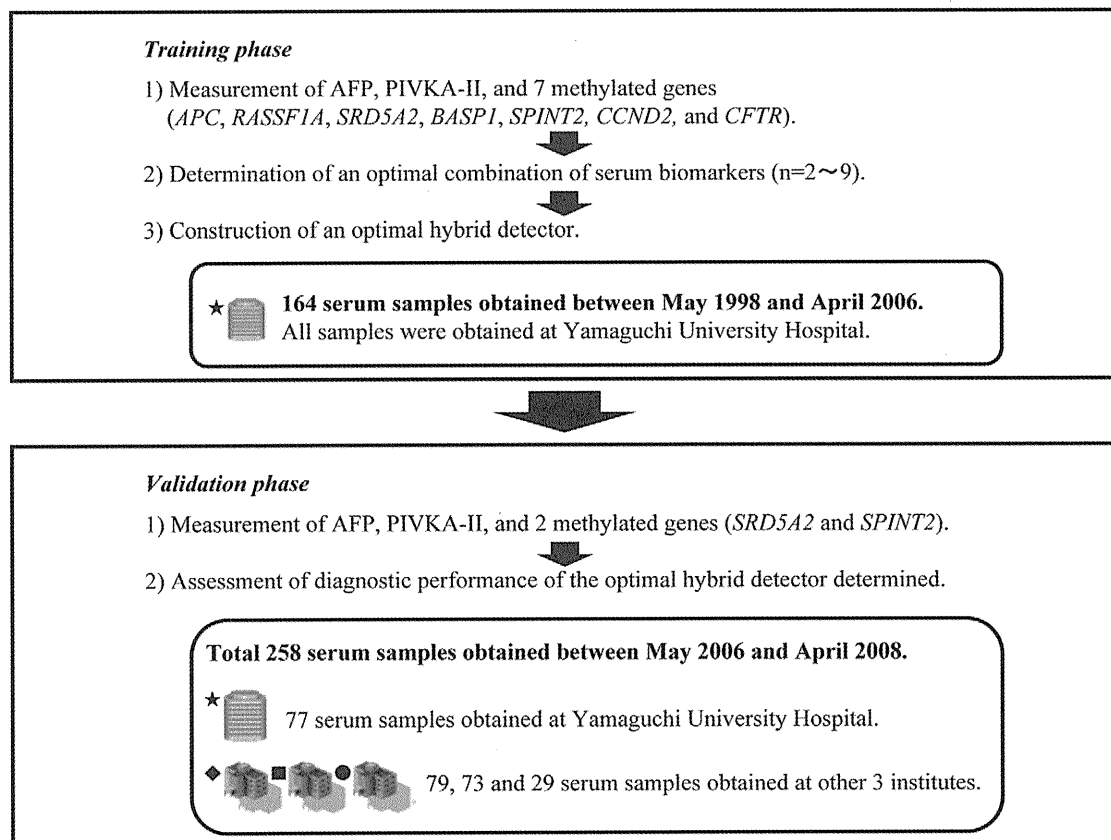 Training phase
1) Measurement of AFP, PIVKA-II, and 7 methylated genes
(APC, RASSF1A, SRD5A2, BASP1, SPINT2, CCND2, and CFTR).
2) Determination of an optimal combination of serum biomarkers (n=2～9).
3) Construction of an optimal hybrid detector.
164 serum samples obtained between May 1998 and April 2006.
All samples were obtained at Yamaguchi University Hospital.
Validation phase
1) Measurement of AFP, PIVKA-II, and 2 methylated genes (SRD5A2 and SPINT2).
2) Assessment of diagnostic performance of the optimal hybrid detector determined.
Total 258 serum samples obtained between May 2006 and April 2008.
77 serum samples obtained at Yamaguchi University Hospital.
79, 73 and 29 serum samples obtained at other 3 institutes.